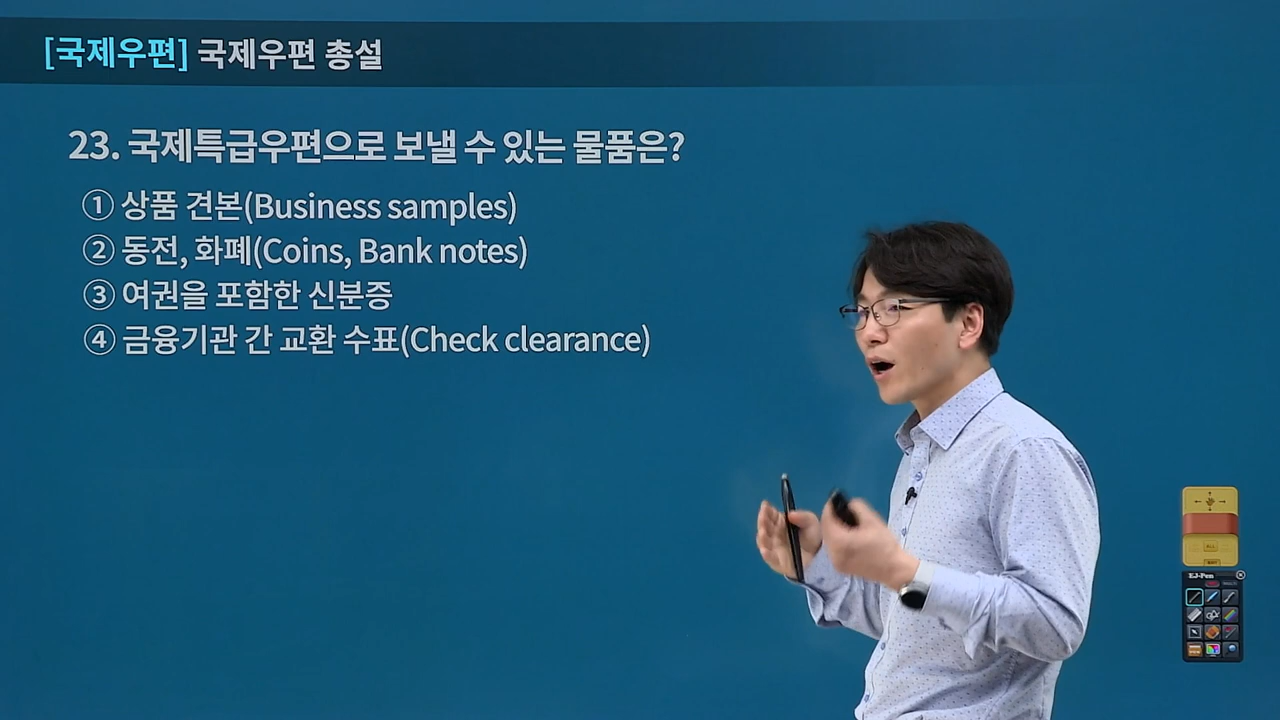 [국제우편] 국제우편 총설
23. 국제특급우편으로 보낼 수 있는 물품은?
① 상품 견본(Business samples)
② 동전, 화폐(Coins, Bank notes)
③ 여권을 포함한 신분증
④ 금융기관 간 교환 수표(Check clearance)
ALL
EJ-Pen